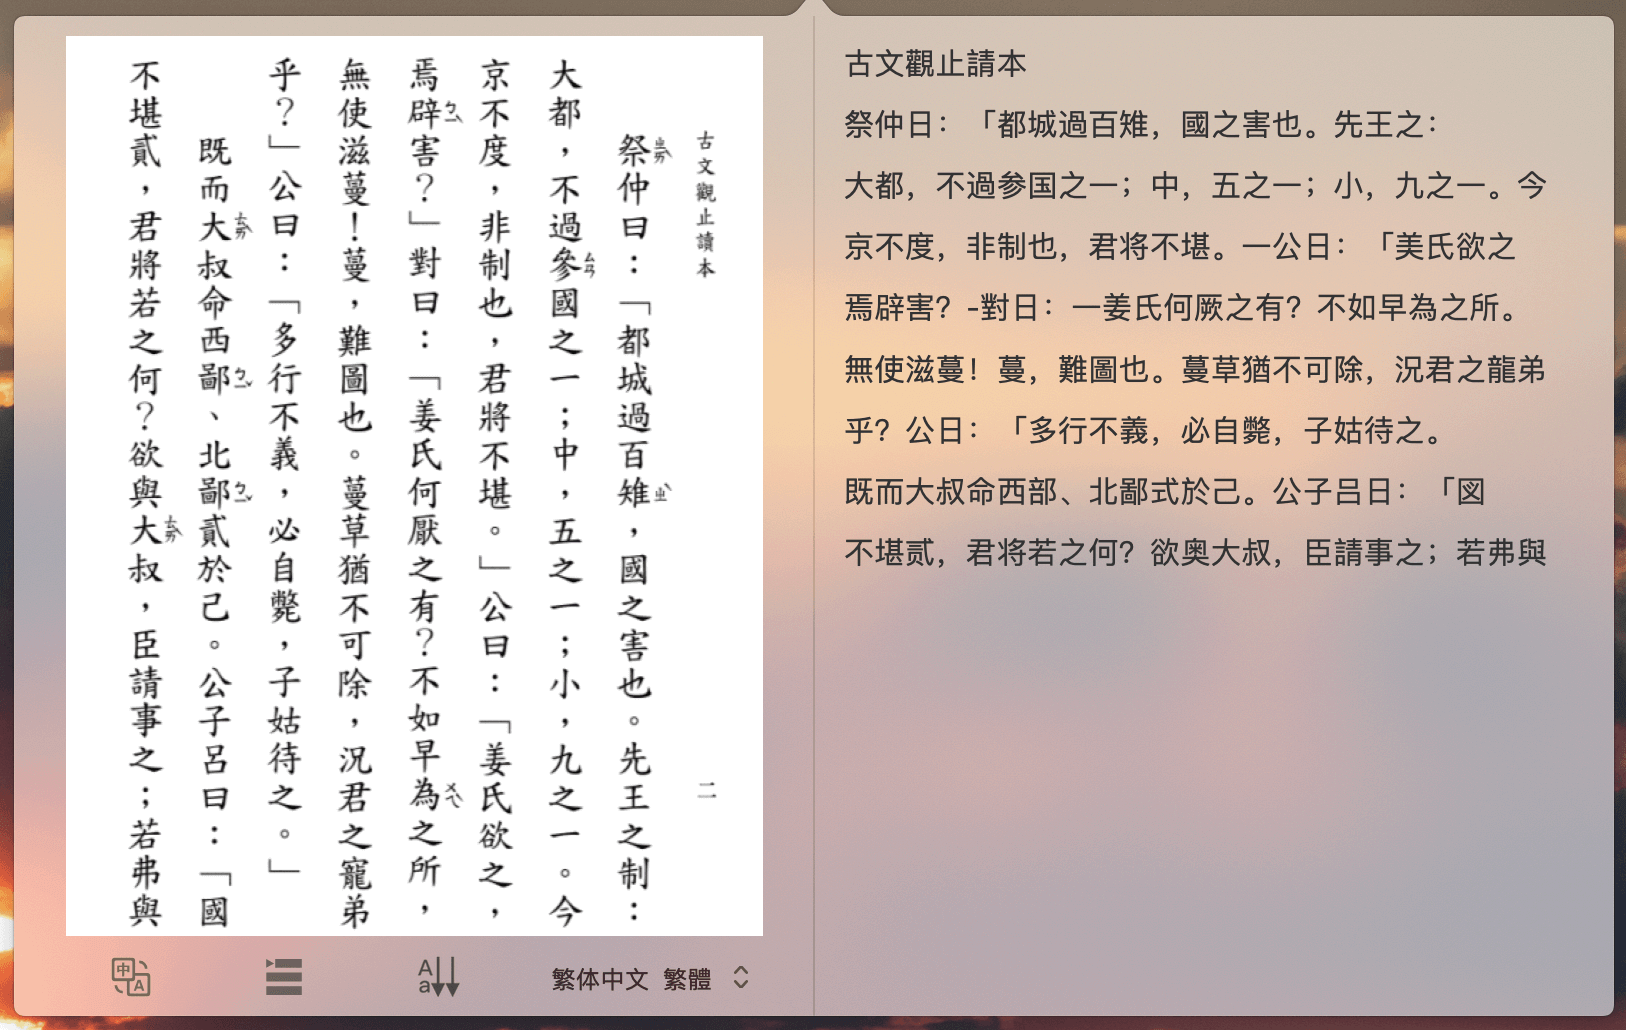 古文觀止讀本
二
祭仲曰：「都城過百雉，國之害也。先王之制：
大都，不過參國之一；中，五之一；小，九之一。今
京不度，非制也，君將不堪。」公曰：「姜氏欲之，
焉辟害？」對曰：「姜氏何厭之有？不如早為之所，
無使滋蔓！蔓，難圖也。蔓草猶不可除，況君之寵弟
乎？」公曰：「多行不義，必自斃，子姑待之。」
既而大叔命西鄙、北鄙貳於己。公子呂曰：「國
不堪貳，君將若之何？欲與大叔，臣請事之；若弗與
中 A
A a
繁体中文 繁體
古文觀止請本
祭仲日：「都城過百雉，國之害也。先王之：
大都，不過参国之一；中，五之一；小，九之一。今
京不度，非制也，君将不堪。一公日：「美氏欲之
焉辟害？-對日：一姜氏何厥之有？不如早為之所。
無使滋蔓！蔓，難圖也。蔓草猶不可除，況君之龍弟
乎？公日：「多行不義，必自斃，子姑待之。
既而大叔命西部、北鄙式於己。公子呂日：「図
不堪贰，君将若之何？欲奥大叔，臣請事之；若弗與